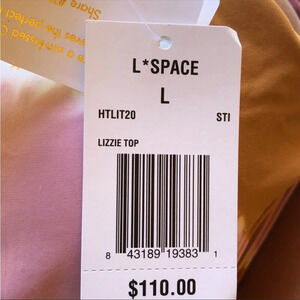 L*SPACE
L
HTLIT20 STI
LIZZIE TOP
8 43189 19383 1
$110.00